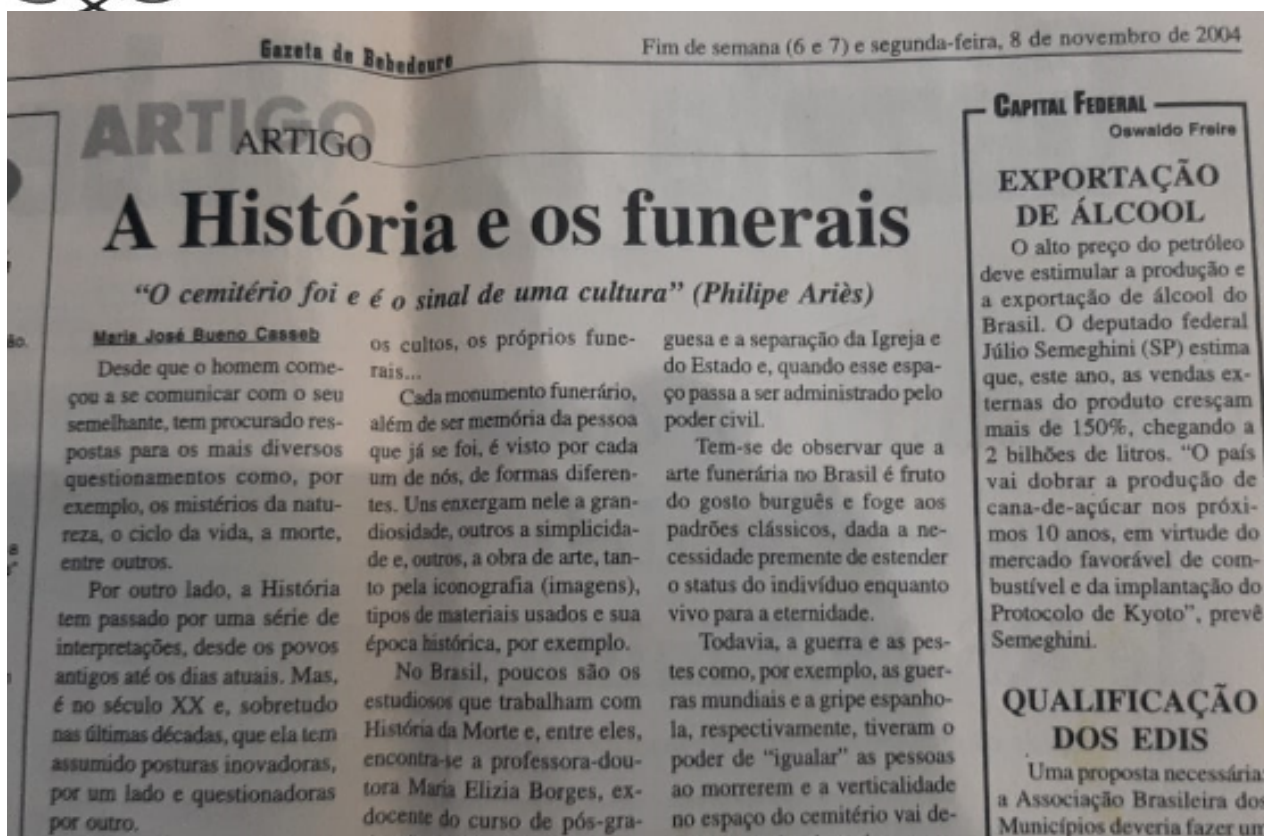 Gazeta de Bebedouro
Fim de semana (6 e 7) e segunda-feira, 8 de novembro de 2004
ARTIGO
ARTIGO
A História e os funerais
“O cemitério foi e é o sinal de uma cultura” (Philipe Ariès)
Maria José Bueno Casseb
Desde que o homem come-
çou a se comunicar com o seu
semelhante, tem procurado res-
postas para os mais diversos
questionamentos como, por
exemplo, os mistérios da natu-
reza, o ciclo da vida, a morte,
entre outros.
Por outro lado, a História
tem passado por uma série de
interpretações, desde os povos
antigos até os dias atuais. Mas,
é no século XX e, sobretudo
nas últimas décadas, que ela tem
assumido posturas inovadoras,
por um lado e questionadoras
por outro.
os cultos, os próprios fune-
rais...
Cada monumento funerário,
além de ser memória da pessoa
que já se foi, é visto por cada
um de nós, de formas diferen-
tes. Uns enxergam nele a gran-
diosidade, outros a simplicida-
de e, outros, a obra de arte, tan-
to pela iconografia (imagens),
tipos de materiais usados e sua
época histórica, por exemplo.
No Brasil, poucos são os
estudiosos que trabalham com
História da Morte e, entre eles,
encontra-se a professora-dou-
tora Maria Elizia Borges, ex-
docente do curso de pós-gra-
guesa e a separação da Igreja e
do Estado e, quando esse espa-
ço passa a ser administrado pelo
poder civil.
Tem-se de observar que a
arte funerária no Brasil é fruto
do gosto burguês e foge aos
padrões clássicos, dada a ne-
cessidade premente de estender
o status do indivíduo enquanto
vivo para a eternidade.
Todavia, a guerra e as pes-
tes como, por exemplo, as guer-
ras mundiais e a gripe espanho-
la, respectivamente, tiveram o
poder de “igualar” as pessoas
ao morrerem e a verticalidade
no espaço do cemitério vai de-
CAPITAL FEDERAL
Oswaldo Freire
EXPORTAÇÃO
DE ÁLCOOL
O alto preço do petróleo
deve estimular a produção e
a exportação de álcool do
Brasil. O deputado federal
Júlio Semeghini (SP) estima
que, este ano, as vendas ex-
ternas do produto cresçam
mais de 150%, chegando a
2 bilhões de litros. “O país
vai dobrar a produção de
cana-de-açúcar nos próxi-
mos 10 anos, em virtude do
mercado favorável de com-
bustível e da implantação do
Protocolo de Kyoto”, prevê
Semeghini.
QUALIFICAÇÃO
DOS EDIS
Uma proposta necessária:
a Associação Brasileira dos
Municípios deveria fazer um